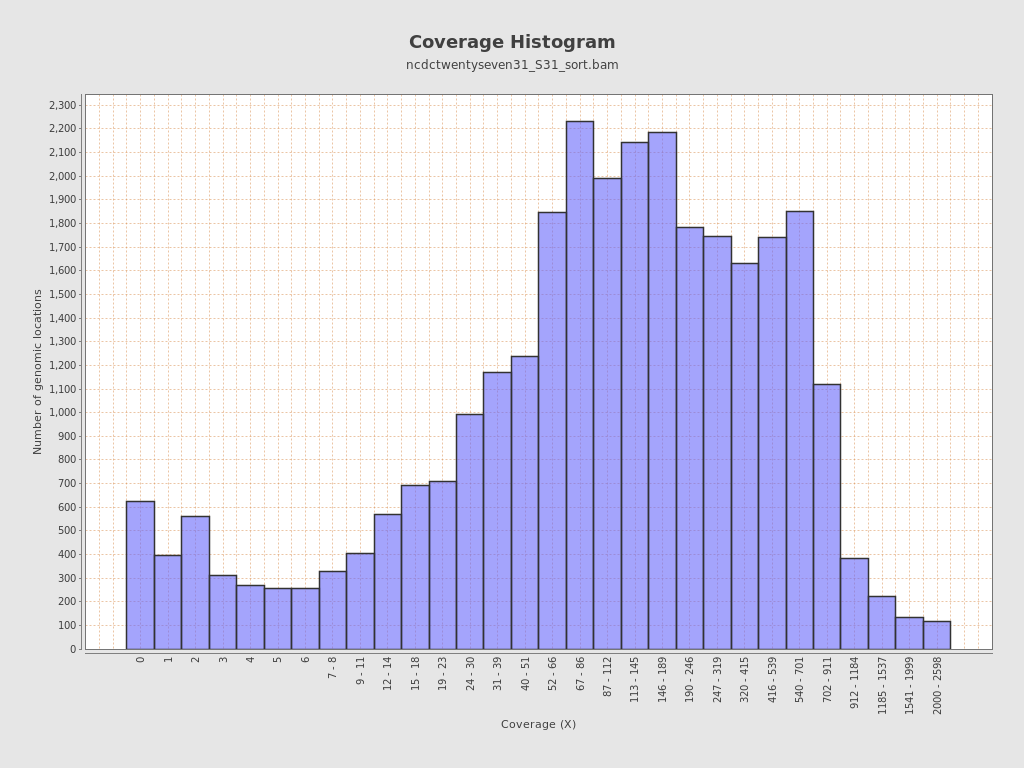 Coverage Histogram
ncdctwentyseven31_S31_sort.bam
Number of genomic locations
2,300
2,200
2,100
2,000
1,900
1,800
1,700
1,600
1,500
1,400
1,300
1,200
1,100
1,000
900
800
700
600
500
400
300
200
100
0
0
1
2
3
4
5
6
7 - 8
9 - 11
12 - 14
15 - 18
19 - 23
24 - 30
31 - 39
40 - 51
52 - 66
67 - 86
87 - 112
113 - 145
146 - 189
190 - 246
247 - 319
320 - 415
416 - 539
540 - 701
702 - 911
912 - 1184
1185 - 1537
1541 - 1999
2000 - 2598
Coverage (X)